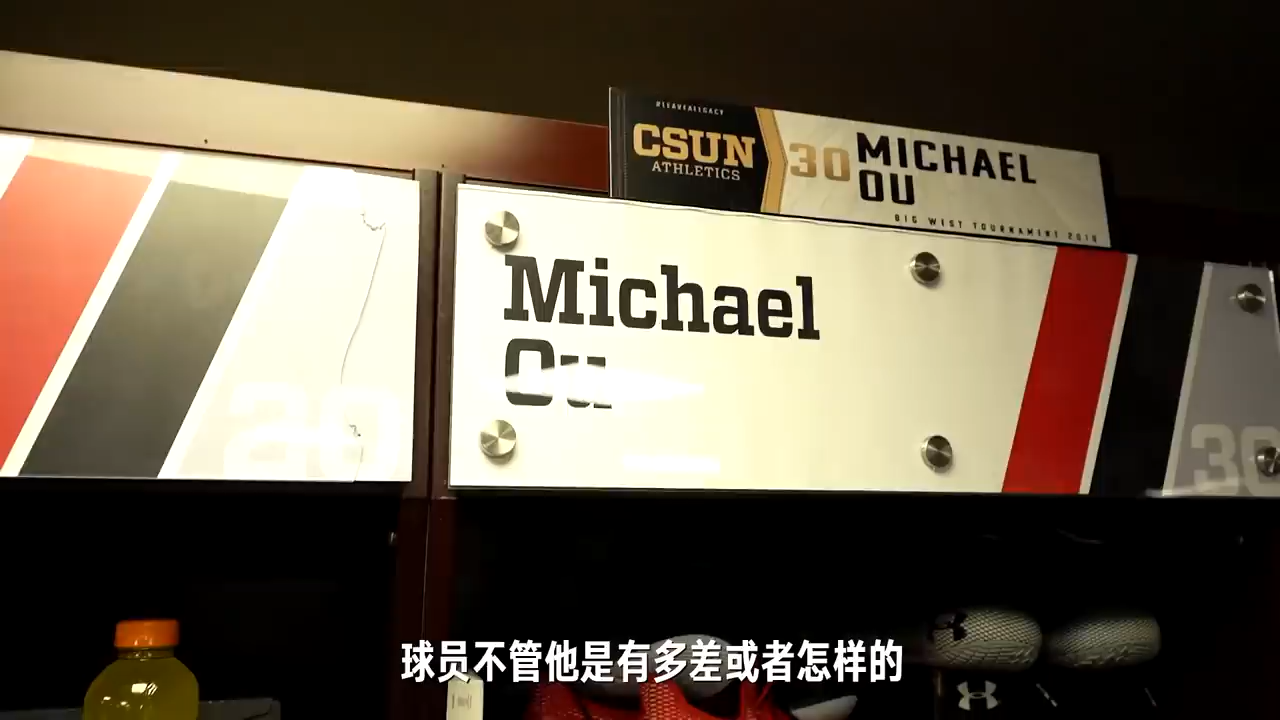 #LEAVEALEGACY
CSUN
ATHLETICS
30
MICHAEL
OU
BIG WEST TOURNAMENT 2019
Michael
Ou
30
球员不管他是有多差或者怎样的